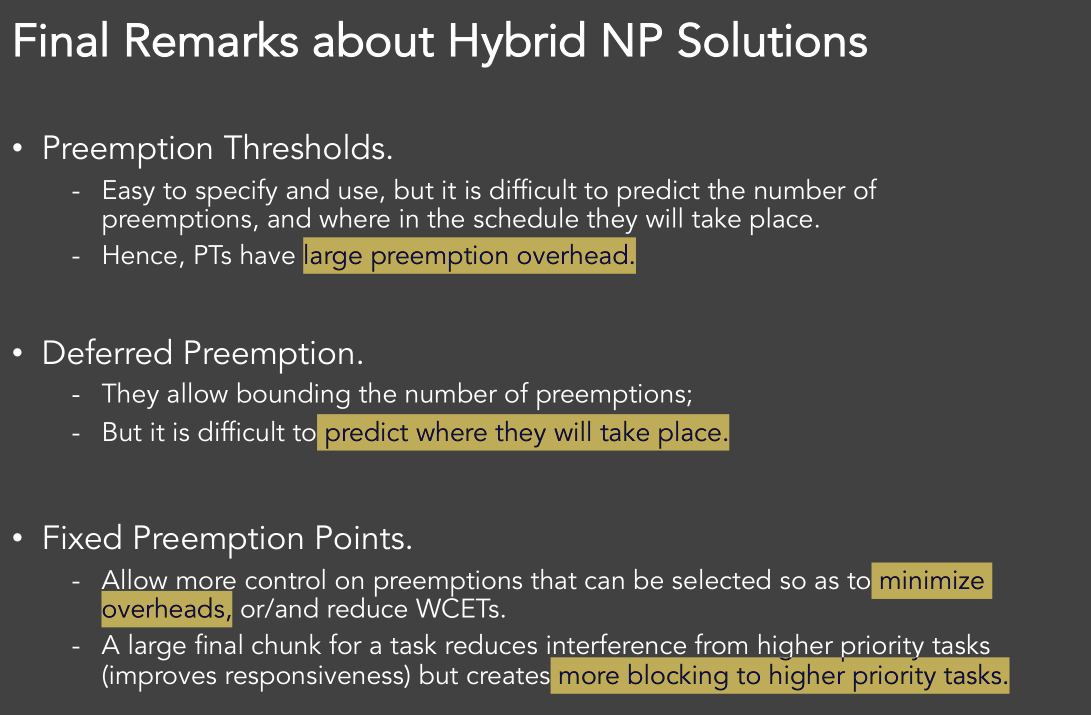 Final Remarks about Hybrid NP Solutions
• Preemption Thresholds.
- Easy to specify and use, but it is difficult to predict the number of
preemptions, and where in the schedule they will take place.
- Hence, PTs have large preemption overhead.
• Deferred Preemption.
- They allow bounding the number of preemptions;
- But it is difficult to predict where they will take place.
• Fixed Preemption Points.
- Allow more control on preemptions that can be selected so as to minimize
overheads, or/and reduce WCETs.
- A large final chunk for a task reduces interference from higher priority tasks
(improves responsiveness) but creates more blocking to higher priority tasks.